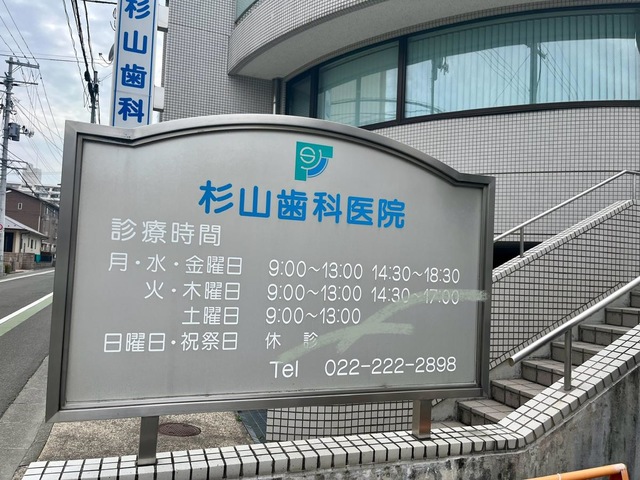 杉山歯科
杉山歯科医院
診療時間
月・水・金曜日 9:00～13:00 14:30～18:30
火・木曜日 9:00～13:00 14:30～17:00
土曜日 9:00～13:00
日曜日・祝祭日 休診
Tel 022-222-2898